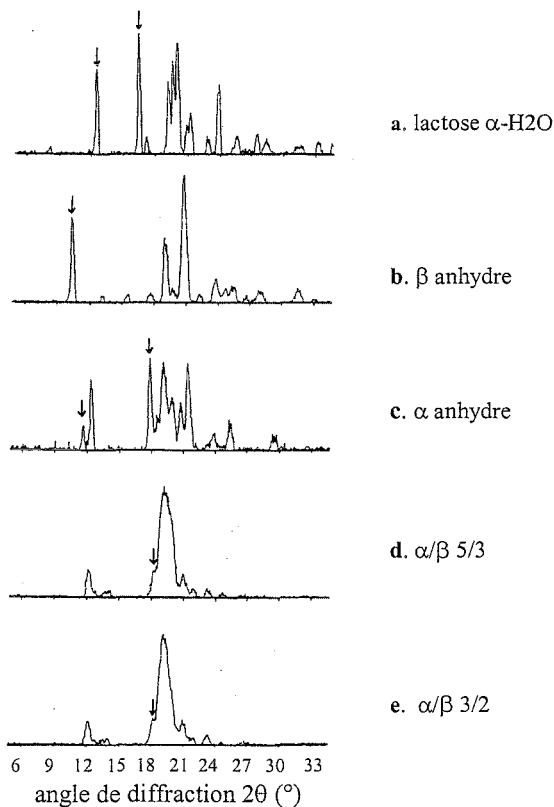 a. lactose α-H2O
b. β anhydre
c. α anhydre
d. α/β 5/3
e. α/β 3/2
6 9 12 15 18 21 24 27 30 33
angle de diffraction 2θ (°)